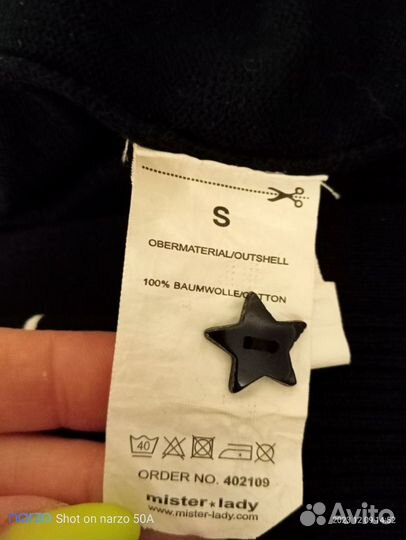 S
OBERMATERIAL/OUTSHELL
100% BAUMWOLLE/COTTON
40
ORDER NO. 402109
mister★lady
www.mister-lady.com
narzo Shot on narzo 50A
2023.12.09 14:52
Avito